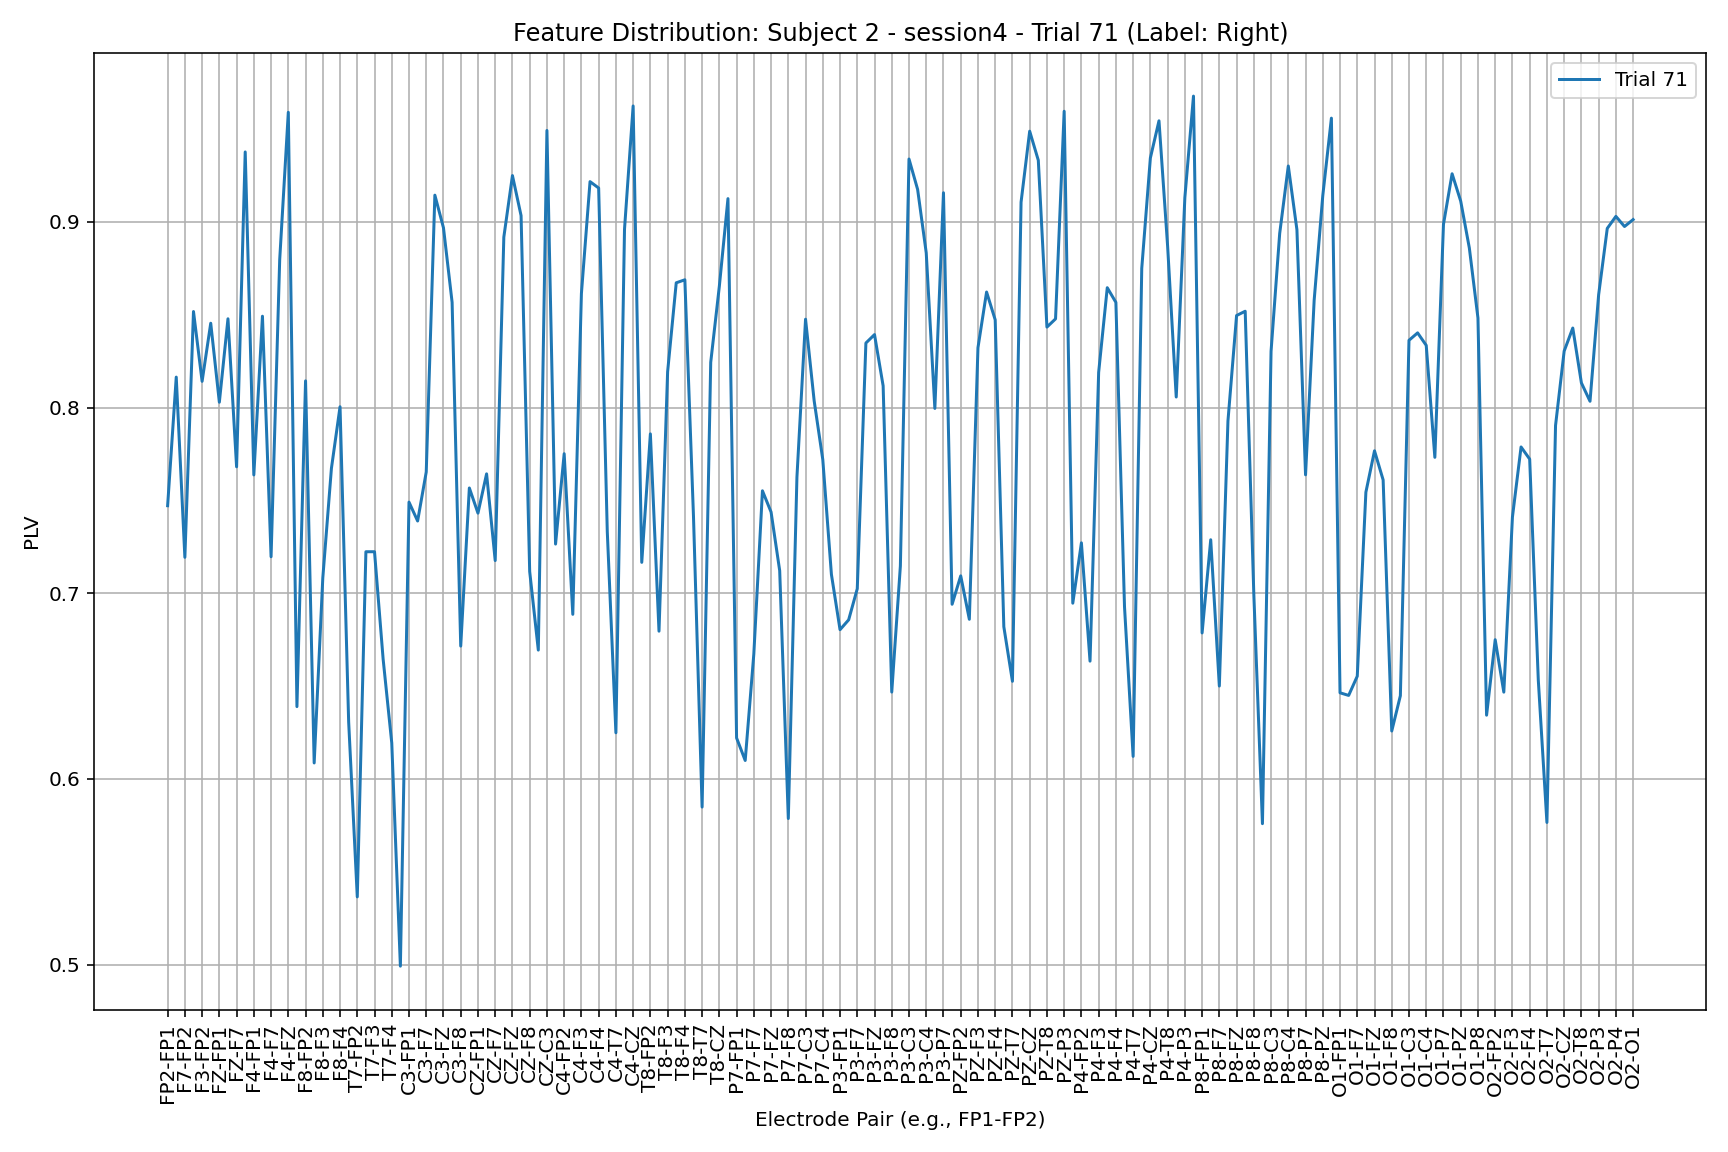 Feature Distribution: Subject 2 - session4 - Trial 71 (Label: Right)
Trial 71
PLV
0.9
0.8
0.7
0.6
0.5
FP2-FP1
F7-FP2
F3-FP2
FZ-FP1
FZ-F7
F4-FP1
F4-F7
F4-FZ
F8-FP2
F8-F3
F8-F4
T7-FP2
T7-F3
T7-F4
C3-FP1
C3-F7
C3-FZ
C3-F8
CZ-FP1
CZ-F7
CZ-FZ
CZ-F8
CZ-C3
C4-FP2
C4-F3
C4-F4
C4-T7
C4-CZ
T8-FP2
T8-F3
T8-F4
T8-T7
T8-CZ
P7-FP1
P7-F7
P7-FZ
P7-F8
P7-C3
P7-C4
P3-FP1
P3-F7
P3-FZ
P3-F8
P3-C3
P3-C4
P3-P7
PZ-FP2
PZ-F3
PZ-F4
PZ-T7
PZ-CZ
PZ-T8
PZ-P3
P4-FP2
P4-F3
P4-F4
P4-T7
P4-CZ
P4-T8
P4-P3
P8-FP1
P8-F7
P8-FZ
P8-F8
P8-C3
P8-C4
P8-P7
P8-PZ
O1-FP1
O1-F7
O1-FZ
O1-F8
O1-C3
O1-C4
O1-P7
O1-PZ
O1-P8
O2-FP2
O2-F3
O2-F4
O2-T7
O2-CZ
O2-T8
O2-P3
O2-P4
O2-O1
Electrode Pair (e.g., FP1-FP2)